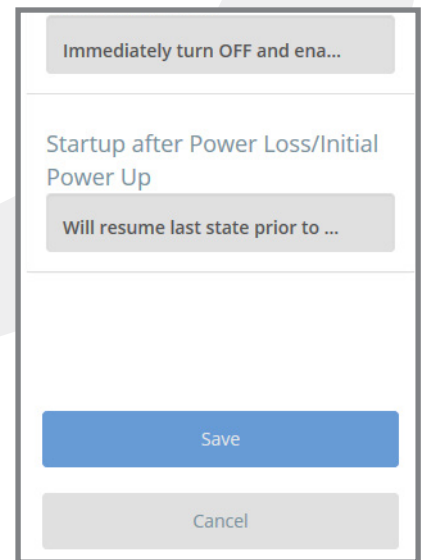 Immediately turn OFF and ena...
Startup after Power Loss/Initial
Power Up
Will resume last state prior to ...
Save
Cancel